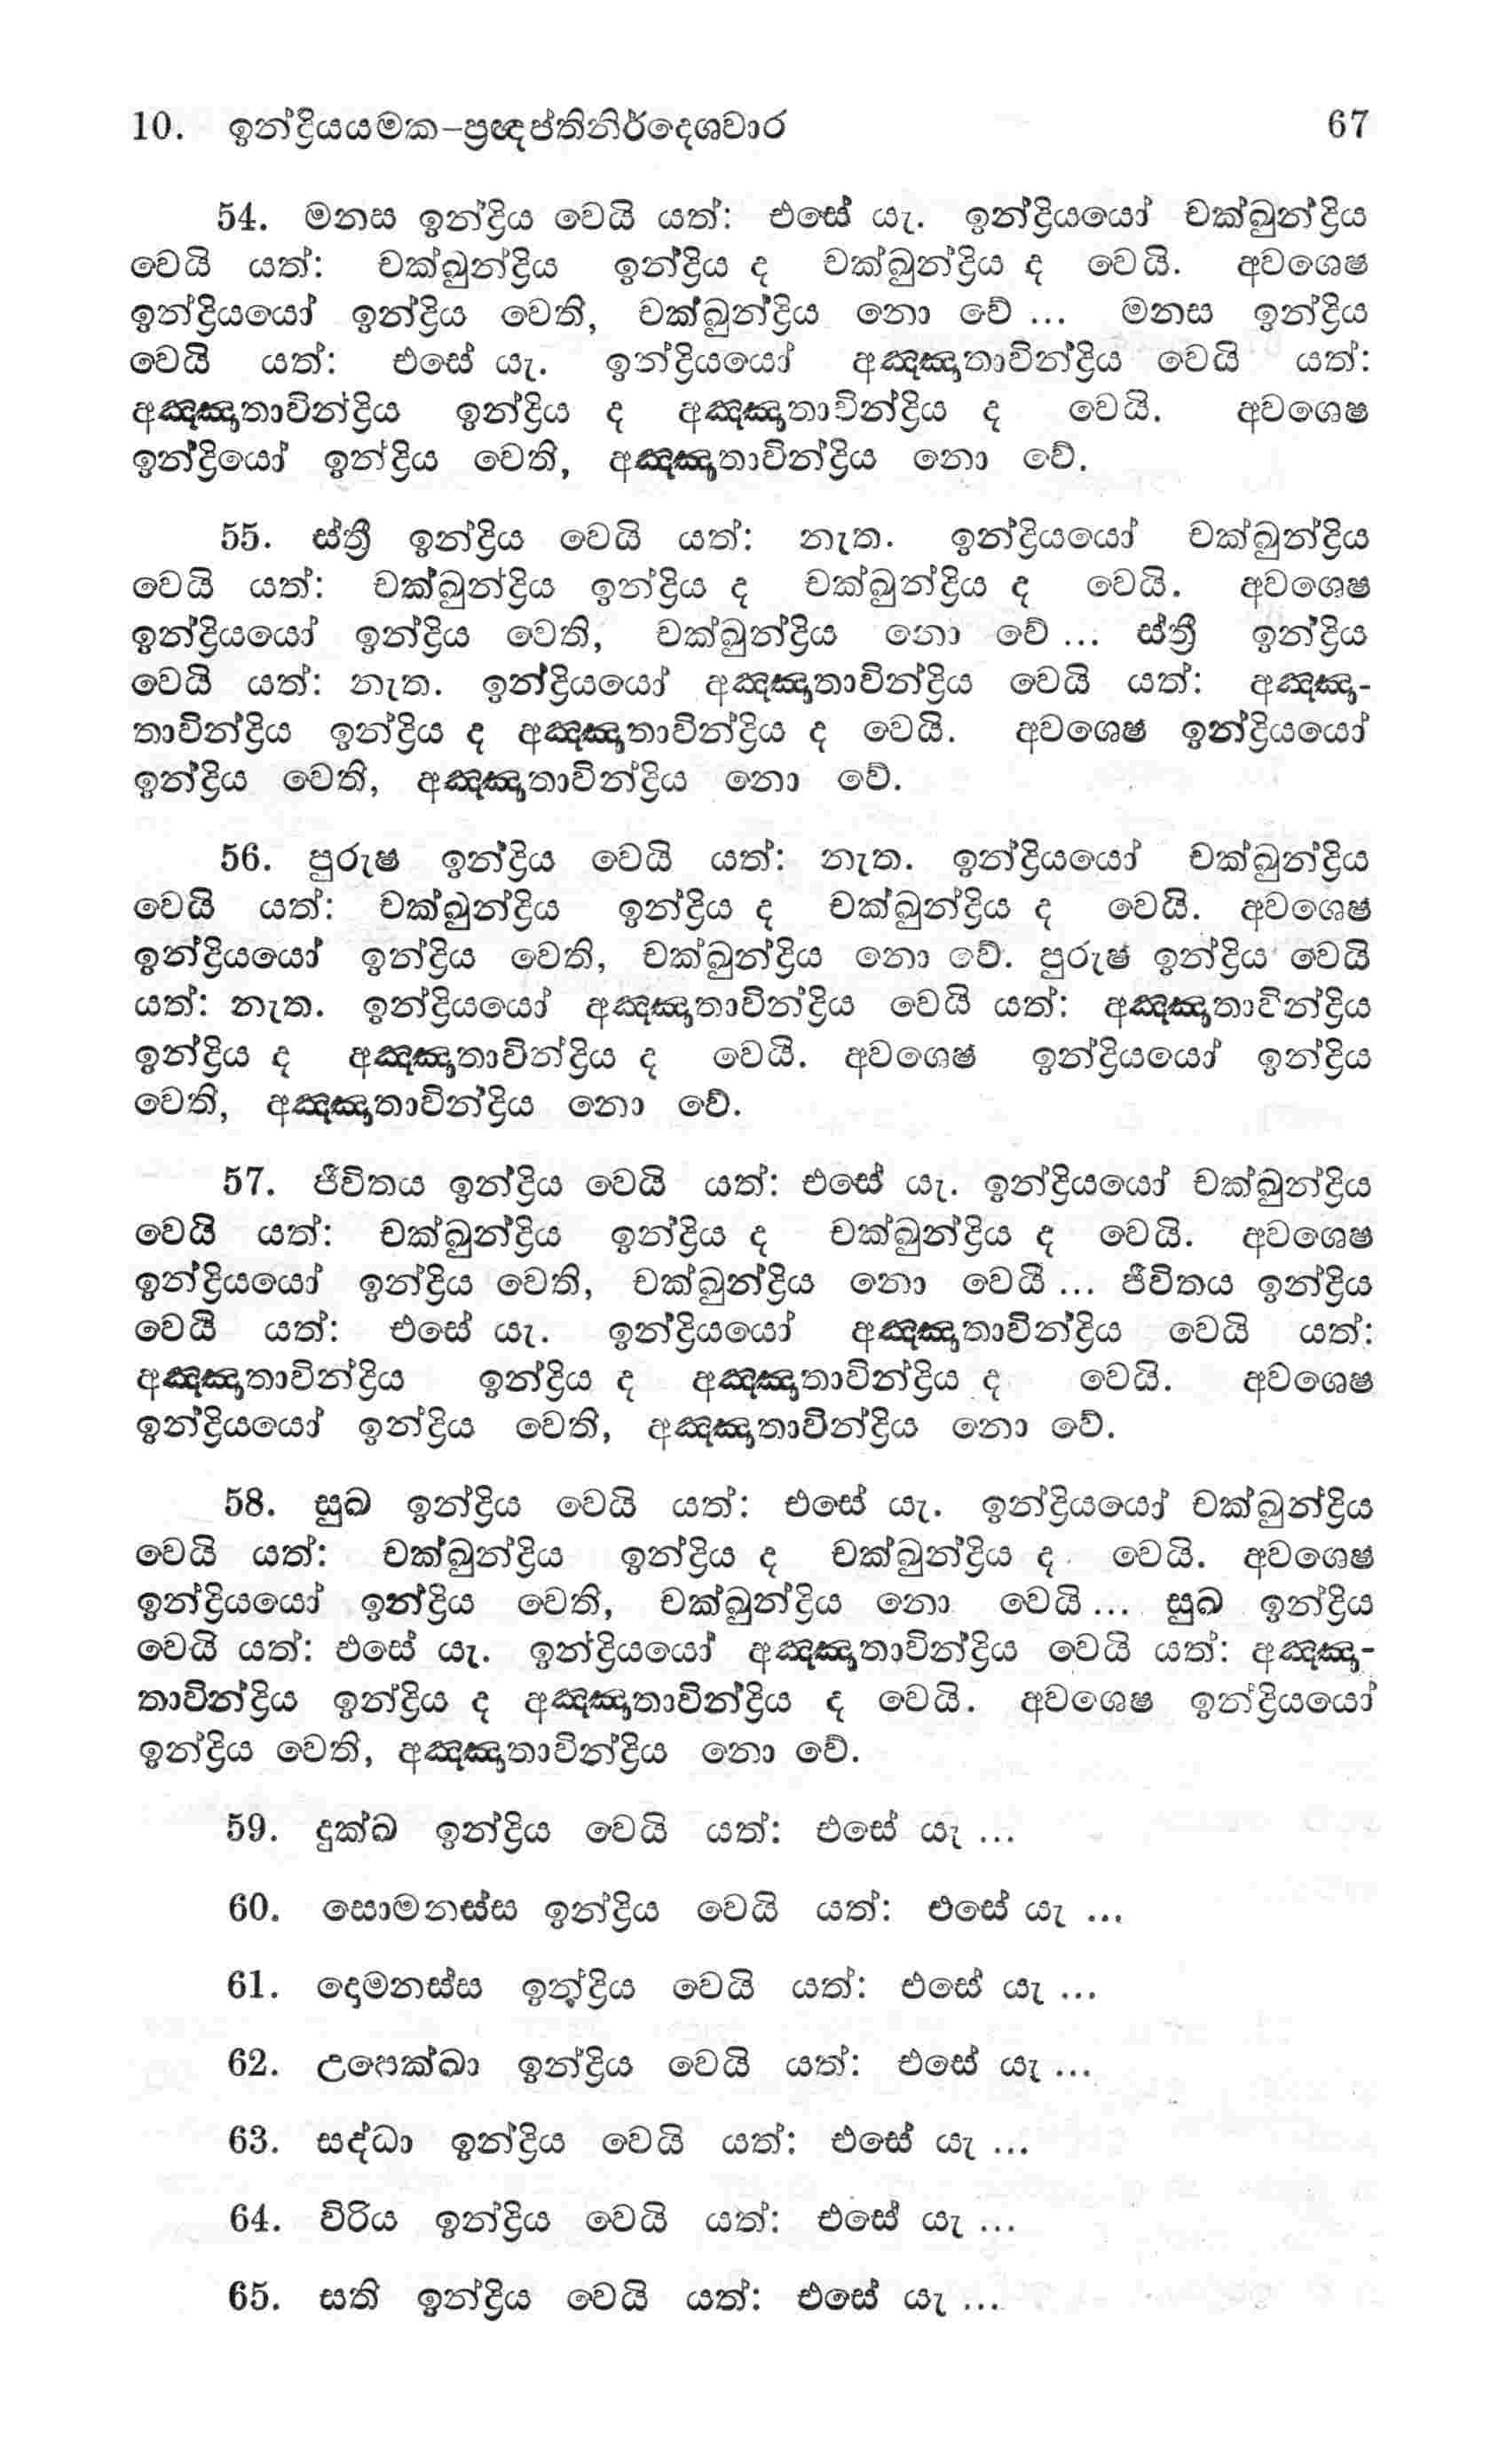 10. ඉන්ද්‍රියයමක-ප්‍රඥප්තිනිර්දෙශවාර 67
54. මනස ඉන්ද්‍රිය වෙයි යත්: එසේ යැ. ඉන්ද්‍රියයෝ චක්ඛුන්ද්‍රිය
වෙයි යත්: චක්ඛුන්ද්‍රිය ඉන්ද්‍රිය ද චක්ඛුන්ද්‍රිය ද වෙයි. අවශෙෂ
ඉන්ද්‍රියයෝ ඉන්ද්‍රිය වෙති, චක්ඛුන්ද්‍රිය නො වේ ... මනස ඉන්ද්‍රිය
වෙයි යත්: එසේ යැ. ඉන්ද්‍රියයෝ අඤ්ඤාතාවින්ද්‍රිය වෙයි යත්:
අඤ්ඤාතාවින්ද්‍රිය ඉන්ද්‍රිය ද අඤ්ඤාතාවින්ද්‍රිය ද වෙයි. අවශෙෂ
ඉන්ද්‍රියෝ ඉන්ද්‍රිය වෙති, අඤ්ඤාතාවින්ද්‍රිය නො වේ.
55. ස්ත්‍රී ඉන්ද්‍රිය වෙයි යත්: නැත. ඉන්ද්‍රියයෝ චක්ඛුන්ද්‍රිය
වෙයි යත්: චක්ඛුන්ද්‍රිය ඉන්ද්‍රිය ද චක්ඛුන්ද්‍රිය ද වෙයි. අවශෙෂ
ඉන්ද්‍රියයෝ ඉන්ද්‍රිය වෙති, චක්ඛුන්ද්‍රිය නො වේ ... ස්ත්‍රී ඉන්ද්‍රිය
වෙයි යත්: නැත. ඉන්ද්‍රියයෝ අඤ්ඤාතාවින්ද්‍රිය වෙයි යත්: අඤ්ඤා-
තාවින්ද්‍රිය ඉන්ද්‍රිය ද අඤ්ඤාතාවින්ද්‍රිය ද වෙයි. අවශෙෂ ඉන්ද්‍රියයෝ
ඉන්ද්‍රිය වෙති, අඤ්ඤාතාවින්ද්‍රිය නො වේ.
56. පුරුෂ ඉන්ද්‍රිය වෙයි යත්: නැත. ඉන්ද්‍රියයෝ චක්ඛුන්ද්‍රිය
වෙයි යත්: චක්ඛුන්ද්‍රිය ඉන්ද්‍රිය ද චක්ඛුන්ද්‍රිය ද වෙයි. අවශෙෂ
ඉන්ද්‍රියයෝ ඉන්ද්‍රිය වෙති, චක්ඛුන්ද්‍රිය නො වේ. පුරුෂ ඉන්ද්‍රිය වෙයි
යත්: නැත. ඉන්ද්‍රියයෝ අඤ්ඤාතාවින්ද්‍රිය වෙයි යත්: අඤ්ඤාතාවින්ද්‍රිය
ඉන්ද්‍රිය ද අඤ්ඤාතාවින්ද්‍රිය ද වෙයි. අවශෙෂ ඉන්ද්‍රියයෝ ඉන්ද්‍රිය
වෙති, අඤ්ඤාතාවින්ද්‍රිය නො වේ.
57. ජීවිතය ඉන්ද්‍රිය වෙයි යත්: එසේ යැ. ඉන්ද්‍රියයෝ චක්ඛුන්ද්‍රිය
වෙයි යත්: චක්ඛුන්ද්‍රිය ඉන්ද්‍රිය ද චක්ඛුන්ද්‍රිය ද වෙයි. අවශෙෂ
ඉන්ද්‍රියයෝ ඉන්ද්‍රිය වෙති, චක්ඛුන්ද්‍රිය නො වෙයි ... ජීවිතය ඉන්ද්‍රිය
වෙයි යත්: එසේ යැ. ඉන්ද්‍රියයෝ අඤ්ඤාතාවින්ද්‍රිය වෙයි යත්:
අඤ්ඤාතාවින්ද්‍රිය ඉන්ද්‍රිය ද අඤ්ඤාතාවින්ද්‍රිය ද වෙයි. අවශෙෂ
ඉන්ද්‍රියයෝ ඉන්ද්‍රිය වෙති, අඤ්ඤාතාවින්ද්‍රිය නො වේ.
58. සුඛ ඉන්ද්‍රිය වෙයි යත්: එසේ යැ. ඉන්ද්‍රියයෝ චක්ඛුන්ද්‍රිය
වෙයි යත්: චක්ඛුන්ද්‍රිය ඉන්ද්‍රිය ද චක්ඛුන්ද්‍රිය ද වෙයි. අවශෙෂ
ඉන්ද්‍රියයෝ ඉන්ද්‍රිය වෙති, චක්ඛුන්ද්‍රිය නො වෙයි ... සුඛ ඉන්ද්‍රිය
වෙයි යත්: එසේ යැ. ඉන්ද්‍රියයෝ අඤ්ඤාතාවින්ද්‍රිය වෙයි යත්: අඤ්ඤා-
තාවින්ද්‍රිය ඉන්ද්‍රිය ද අඤ්ඤාතාවින්ද්‍රිය ද වෙයි. අවශෙෂ ඉන්ද්‍රියයෝ
ඉන්ද්‍රිය වෙති, අඤ්ඤාතාවින්ද්‍රිය නො වේ.
59. දුක්ඛ ඉන්ද්‍රිය වෙයි යත්: එසේ යැ ...
60. සොමනස්ස ඉන්ද්‍රිය වෙයි යත්: එසේ යැ ...
61. දොමනස්ස ඉන්ද්‍රිය වෙයි යත්: එසේ යැ ...
62. උපෙක්ඛා ඉන්ද්‍රිය වෙයි යත්: එසේ යැ ...
63. සද්ධා ඉන්ද්‍රිය වෙයි යත්: එසේ යැ ...
64. විරිය ඉන්ද්‍රිය වෙයි යත්: එසේ යැ ...
65. සති ඉන්ද්‍රිය වෙයි යත්: එසේ යැ ...